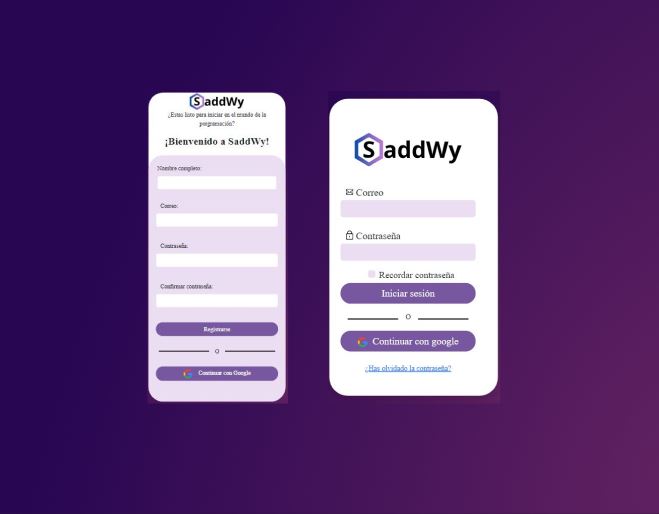 SaddWy
¿Estas listo para iniciar en el mundo de la
porgramación?
¡Bienvenido a SaddWy!
Nombre completo:
Correo:
Contraseña:
Confirmar contraseña:
Registrarse
O
Continuar con Google
SaddWy
Correo
Contraseña
Recordar contraseña
Iniciar sesión
O
Continuar con google
¿Has olvidado la contraseña?